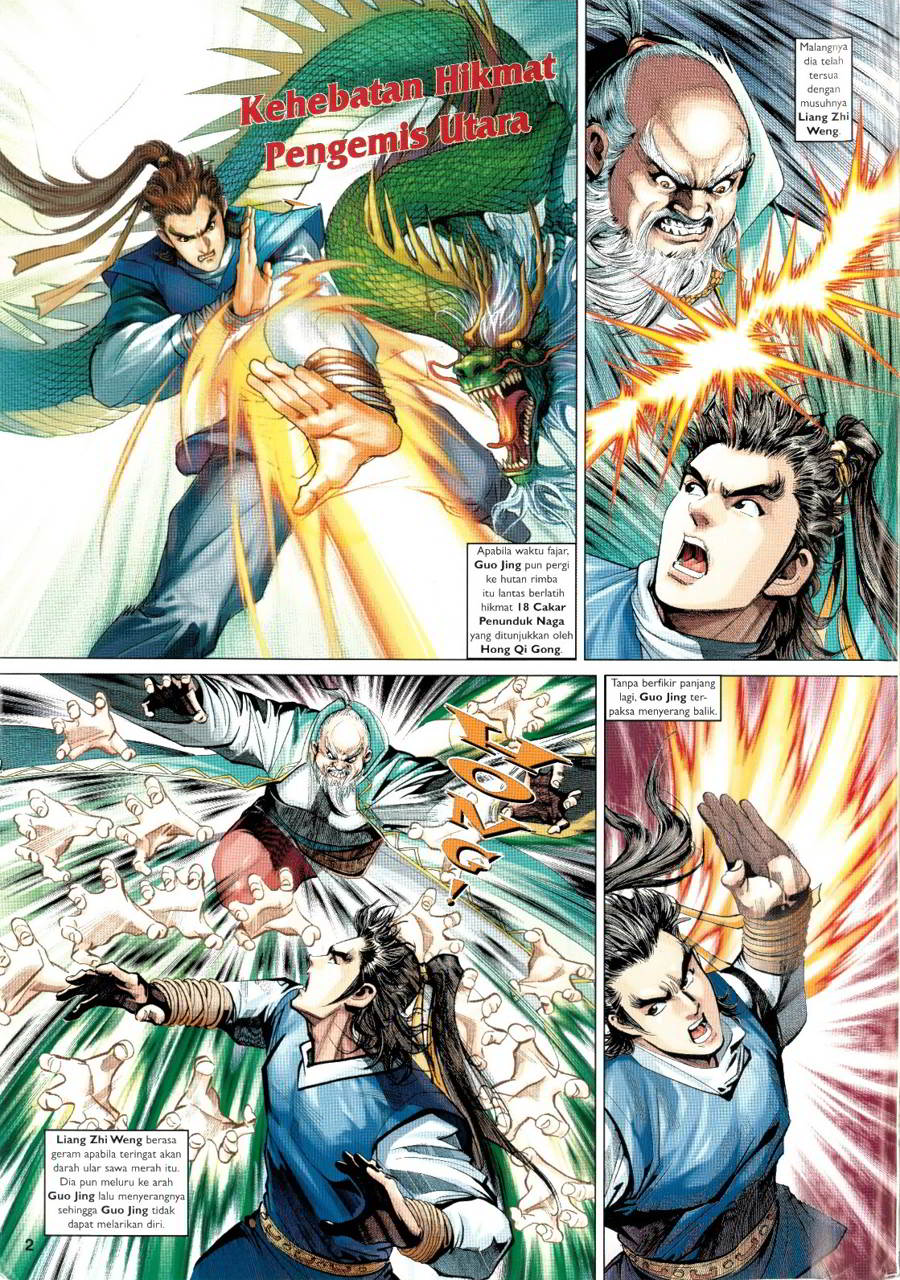 Kehebatan Hikmat
Pengemis Utara
Apabila waktu fajar,
Guo Jing pun pergi
ke hutan rimba
itu lantas berlatih
hikmat 18 Cakar
Penunduk Naga
yang ditunjukkan oleh
Hong Qi Gong.
Malangnya
dia telah
tersua
dengan
musuhnya
Liang Zhi
Weng.
ZOONG!
Liang Zhi Weng berasa
geram apabila teringat akan
darah ular sawa merah itu.
Dia pun meluru ke arah
Guo Jing lalu menyerangnya
sehingga Guo Jing tidak
dapat melarikan diri.
Tanpa berfikir panjang
lagi, Guo Jing ter-
paksa menyerang balik.
2